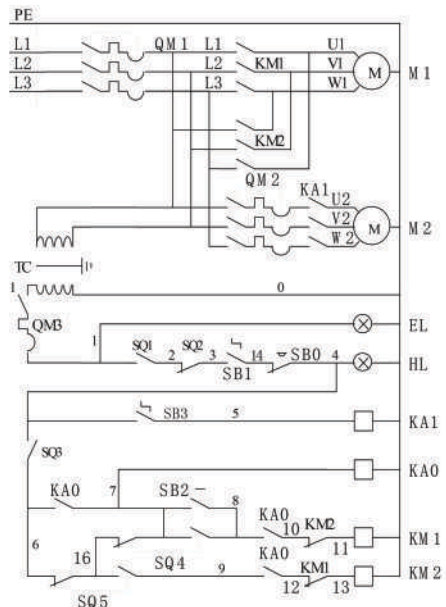 PE
L1 QM1 L1 U1
L2 L2 KM1 V1 M M1
L3 L3 W1
KM2
QM2 KA1
U2
V2 M M2
W2
TC
1 0
QM3
1 EL
SQ1 2 SQ2 3 14 SB0 4 HL
SB1
SB3 5 KA1
SQ3
KA0 7 SB2 KA0
8
KA0 10 KM2 11 KM1
6 16 SQ4 9 KA0 12 KM1 13 KM2
SQ5